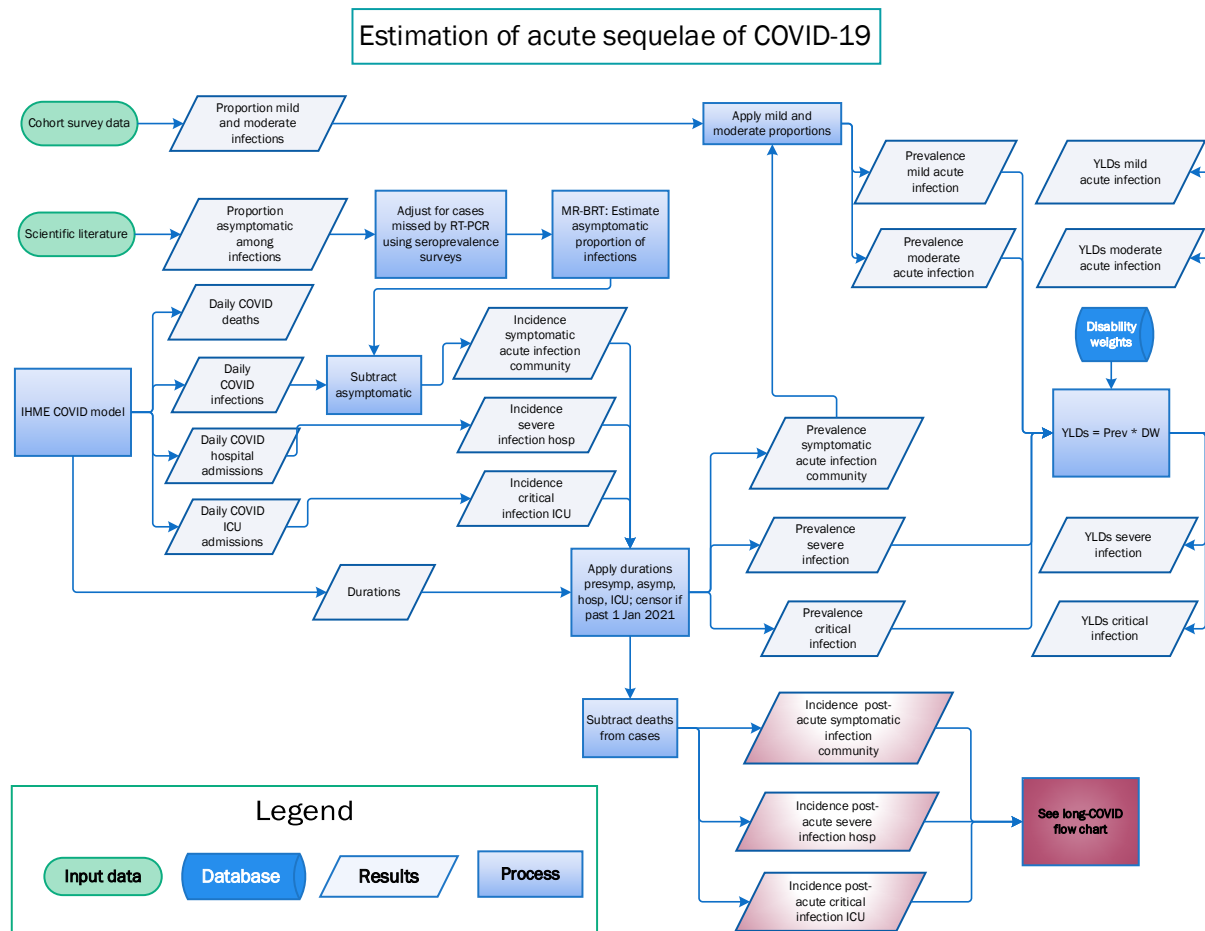 Estimation of acute sequelae of COVID-19
Cohort survey data
Proportion mild
and moderate
infections
Apply mild and
moderate proportions
Prevalence
mild acute
infection
YLDs mild
acute infection
Scientific literature
Proportion
asymptomatic
among
infections
Adjust for cases
missed by RT-PCR
using seroprevalence
surveys
MR-BRT: Estimate
asymptomatic
proportion of
infections
Prevalence
moderate
acute infection
YLDs moderate
acute infection
Daily COVID
deaths
Incidence
symptomatic
acute infection
community
Disability
weights
IHME COVID model
Daily
COVID
infections
Subtract
asymptomatic
Daily COVID
hospital
admissions
Incidence
severe
infection hosp
Prevalence
symptomatic
acute infection
community
YLDs = Prev * DW
Daily COVID
ICU
admissions
Incidence
critical
infection ICU
Prevalence
severe
infection
YLDs severe
infection
Durations
Apply durations
presymp, asymp,
hosp, ICU; censor if
past 1 Jan 2021
Prevalence
critical
infection
YLDs critical
infection
Subtract deaths
from cases
Incidence post-
acute symptomatic
infection
community
Incidence post-
acute severe
infection hosp
See long-COVID
flow chart
Incidence post-
acute critical
infection ICU
Legend
Input data
Database
Results
Process